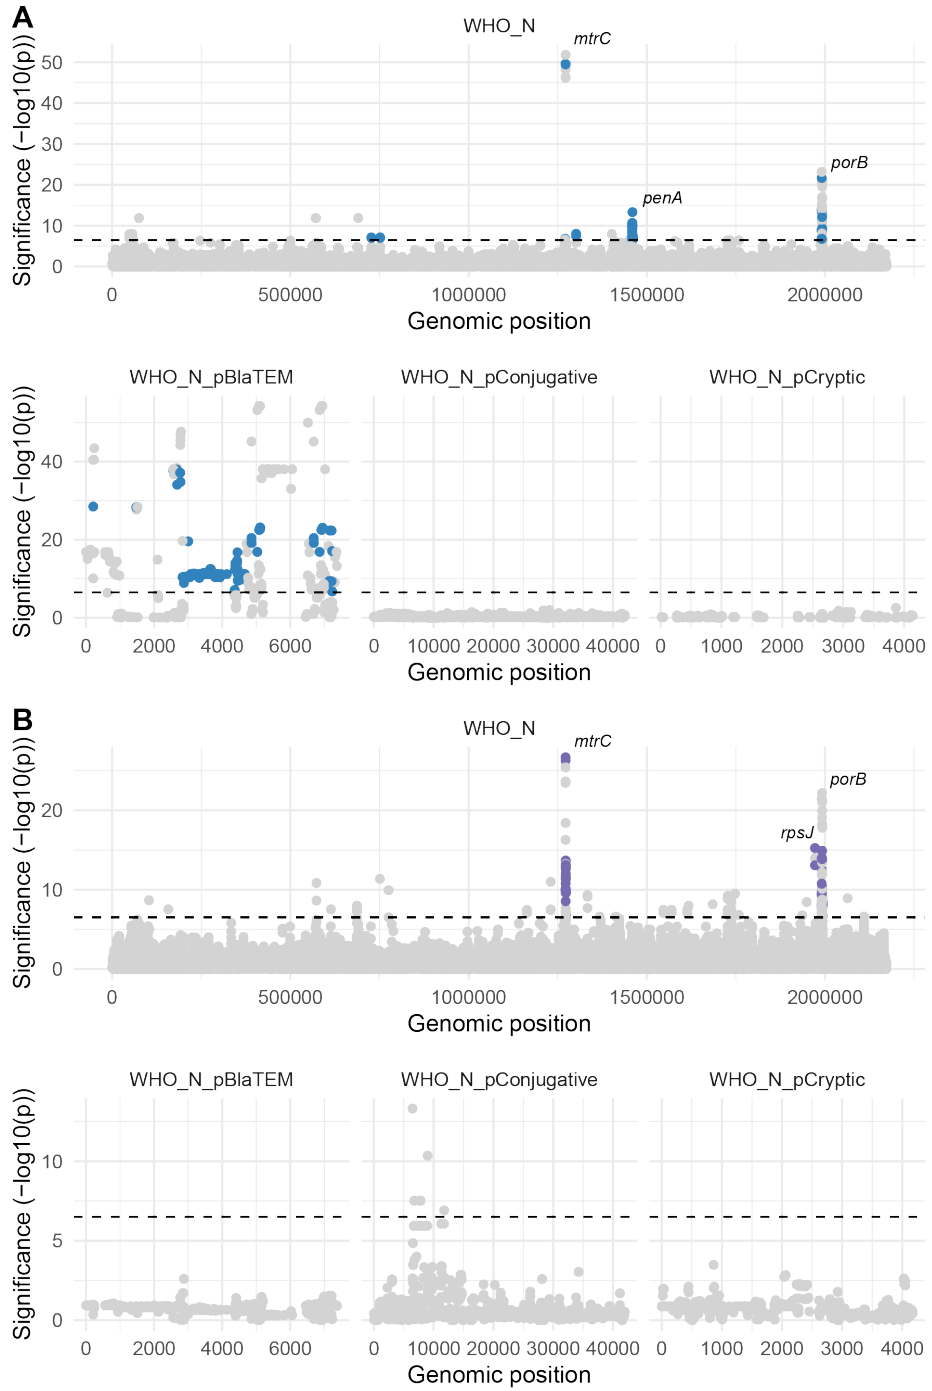 A
WHO_N
mtrC
porB
penA
Significance (−log10(p))
50
40
30
20
10
0
0 500000 1000000 1500000 2000000
Genomic position
WHO_N_pBlaTEM WHO_N_pConjugative WHO_N_pCryptic
Significance (−log10(p))
40
20
0
0 2000 4000 6000 0 10000 20000 30000 40000 0 1000 2000 3000 4000
Genomic position
B
WHO_N
mtrC
porB
rpsJ
Significance (−log10(p))
20
10
0
0 500000 1000000 1500000 2000000
Genomic position
WHO_N_pBlaTEM WHO_N_pConjugative WHO_N_pCryptic
Significance (−log10(p))
10
5
0
0 2000 4000 6000 0 10000 20000 30000 40000 0 1000 2000 3000 4000
Genomic position